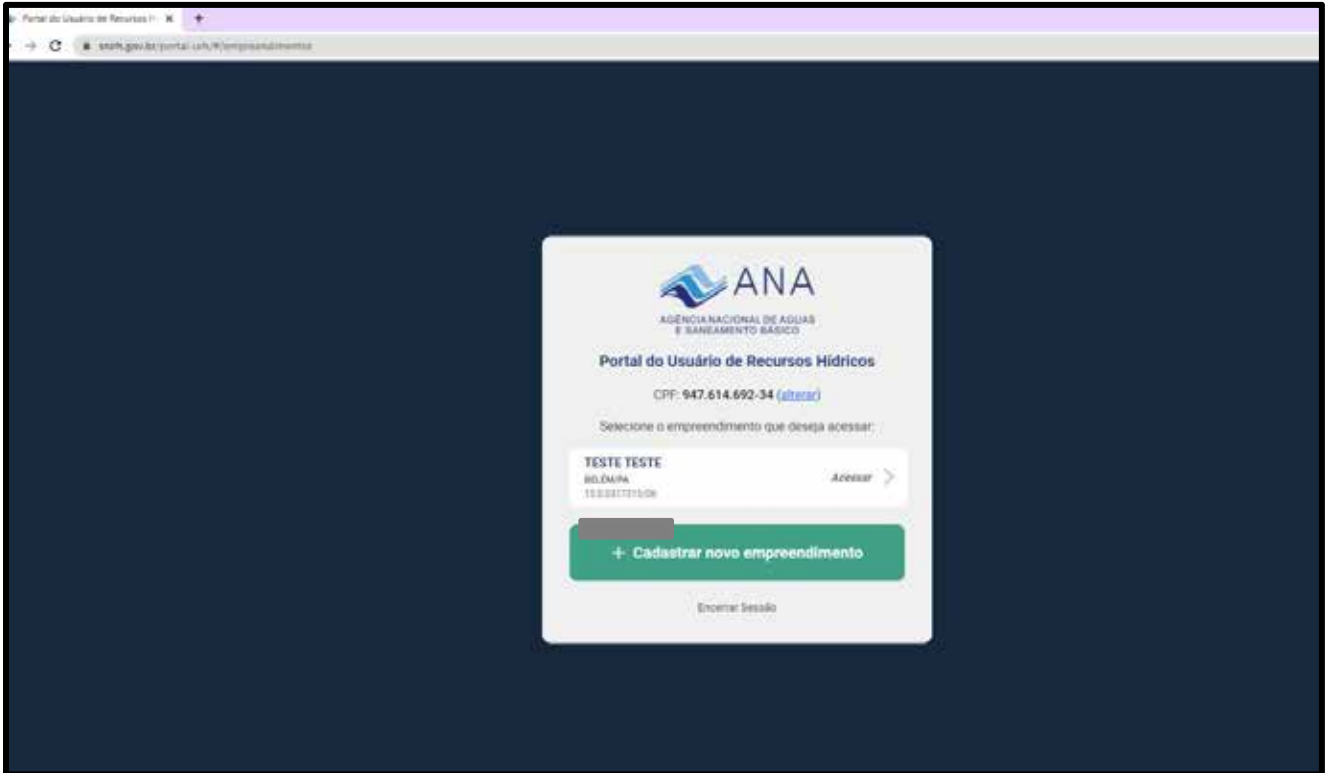 Portal do Usuário de Recursos H
snirh.gov.br/portal-urh/#/empreendimentos
ANA
AGÊNCIA NACIONAL DE ÁGUAS
E SANEAMENTO BÁSICO
Portal do Usuário de Recursos Hídricos
CPF: 947.614.692-34 (alterar)
Selecione o empreendimento que deseja acessar:
TESTE TESTE
BELÉM/PA
Acessar
+ Cadastrar novo empreendimento
Encerrar Sessão